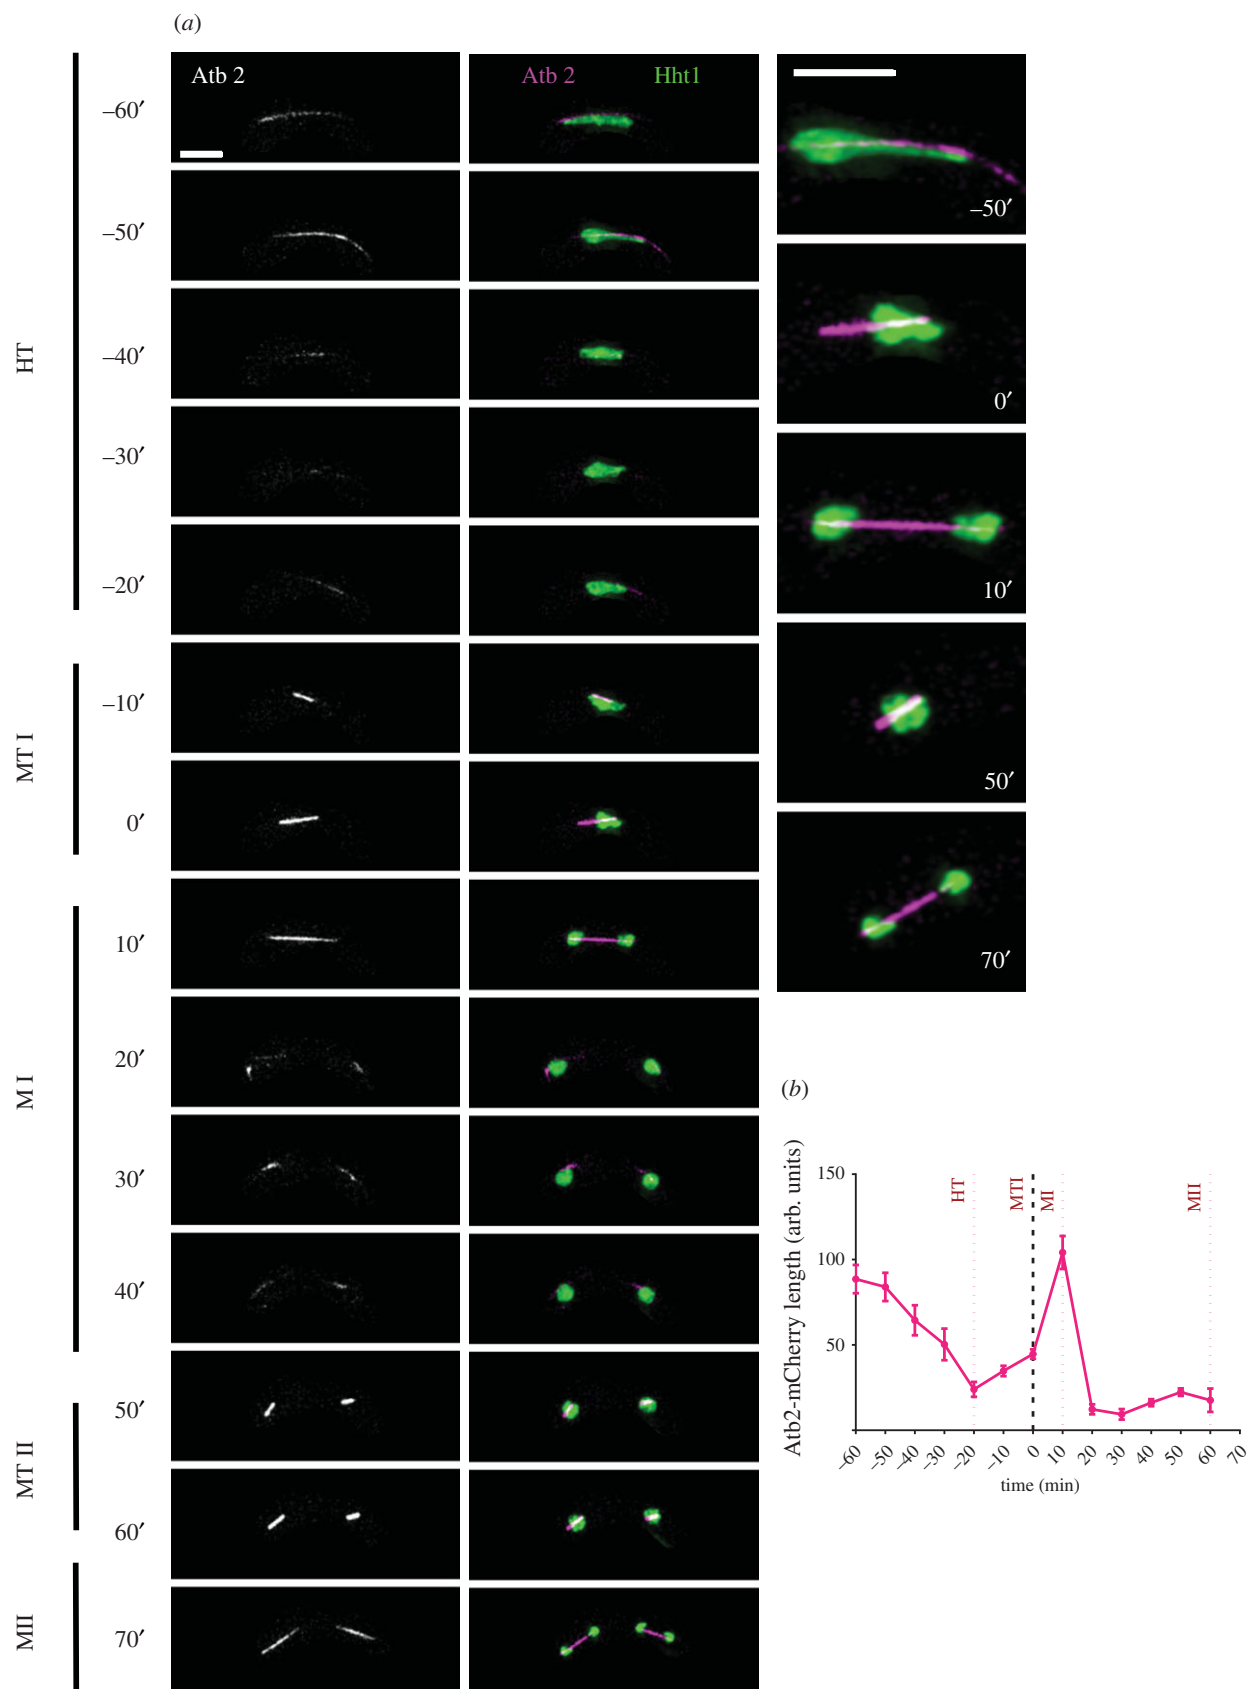 (a)
Atb 2
Atb 2 Hht1
HT
–60′
–50′
–40′
–30′
–20′
MT I
–10′
0′
M I
10′
20′
30′
40′
MT II
50′
60′
MII
70′
–50′
0′
10′
50′
70′
(b)
Atb2-mCherry length (arb. units)
150
100
50
HT
MTI
MI
MII
–60 –50 –40 –30 –20 –10 0 10 20 30 40 50 60 70
time (min)